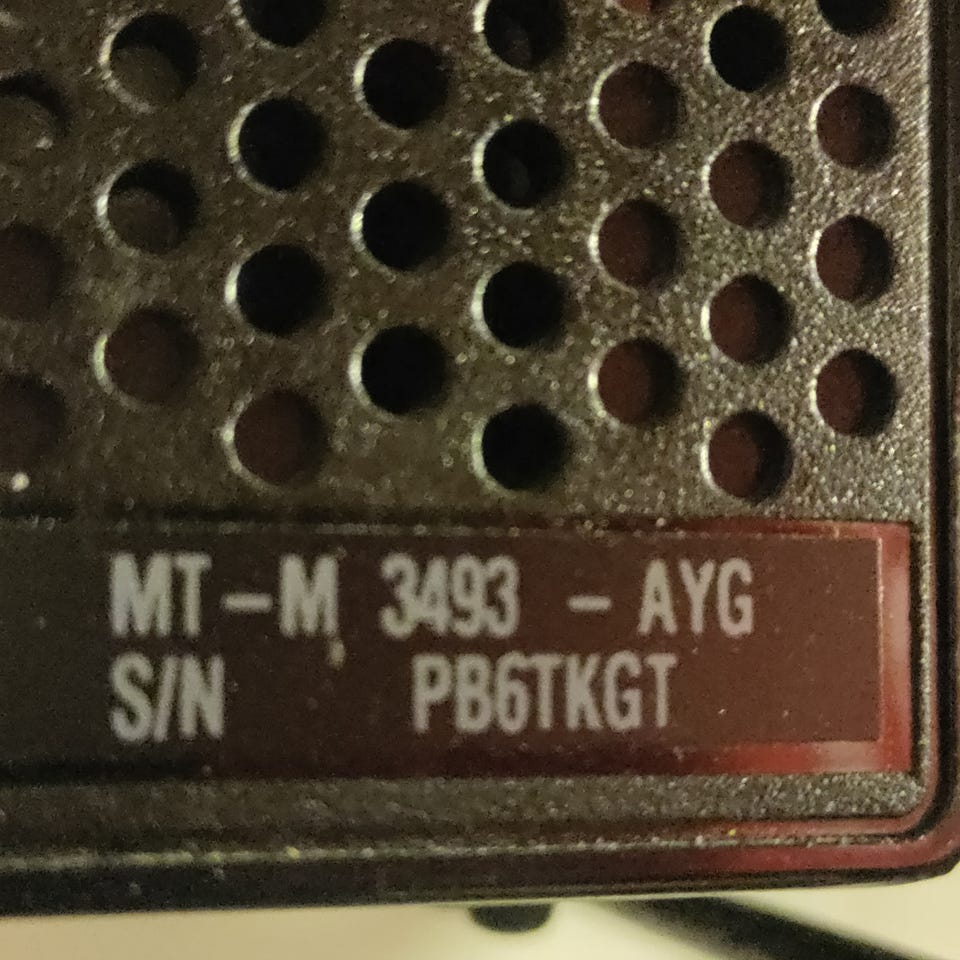 MT-M 3493 - AYG
S/N PB6TKGT